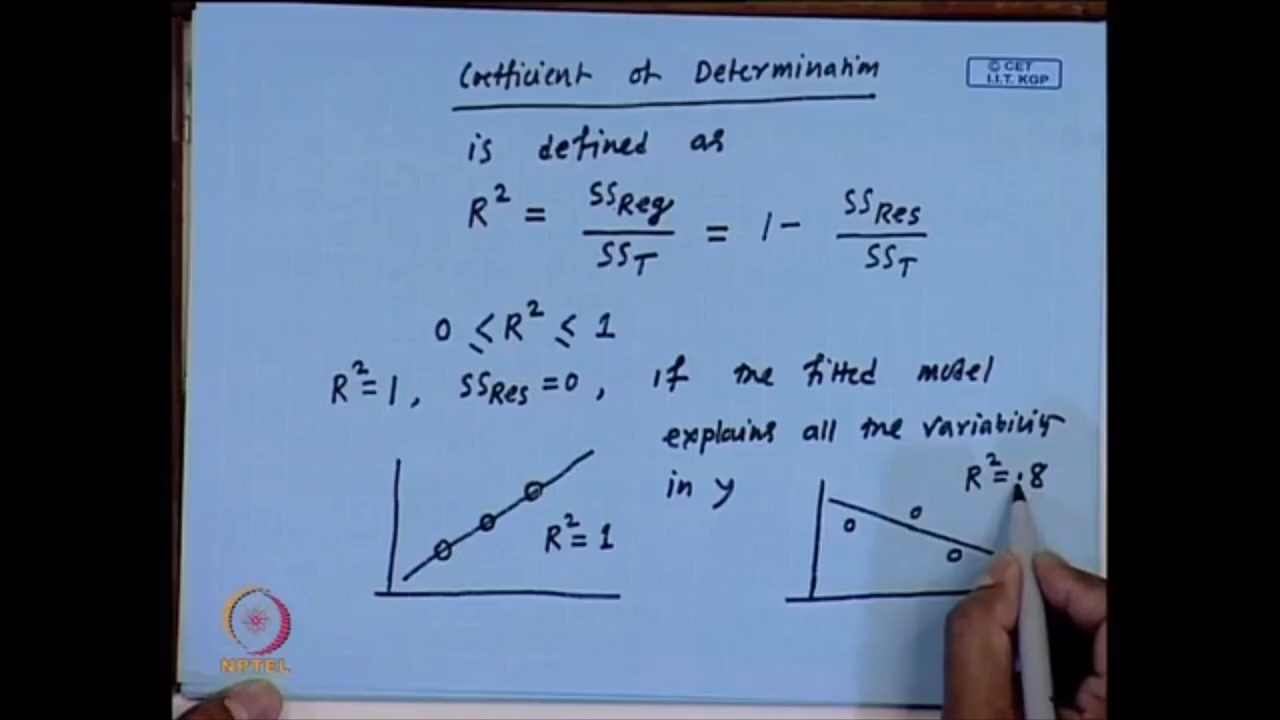 Coefficient of Determination
© CET
I.I.T. KGP
is defined as
R² = SSReg / SST = 1 - SSRes / SST
0 ≤ R² ≤ 1
R² = 1, SSRes = 0, if the fitted model
explains all the variability
in y
R² = .8
R² = 1
NPTEL